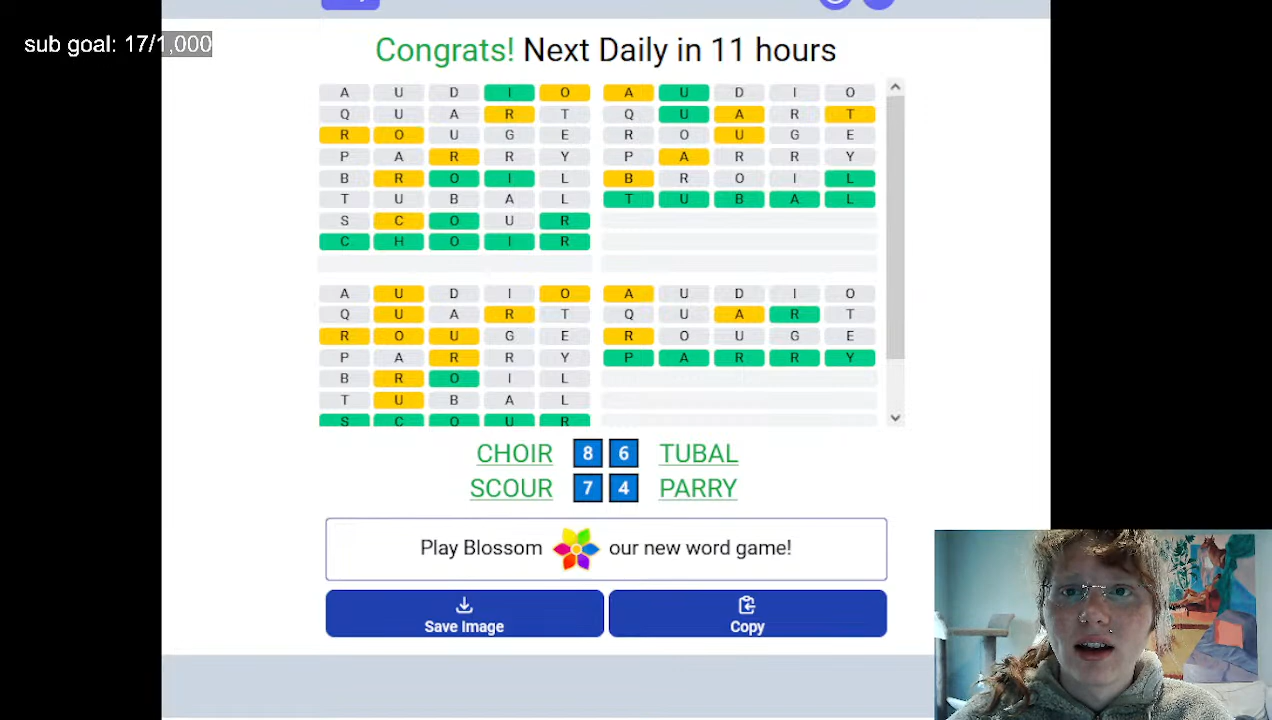 sub goal: 17/1,000
Congrats! Next Daily in 11 hours
A U D I O A U D I O
Q U A R T Q U A R T
R O U G E R O U G E
P A R R Y P A R R Y
B R O I L B R O I L
T U B A L T U B A L
S C O U R
C H O I R
A U D I O A U D I O
Q U A R T Q U A R T
R O U G E R O U G E
P A R R Y P A R R Y
B R O I L
T U B A L
S C O U R
CHOIR 8 6 TUBAL
SCOUR 7 4 PARRY
Play Blossom our new word game!
Save Image Copy